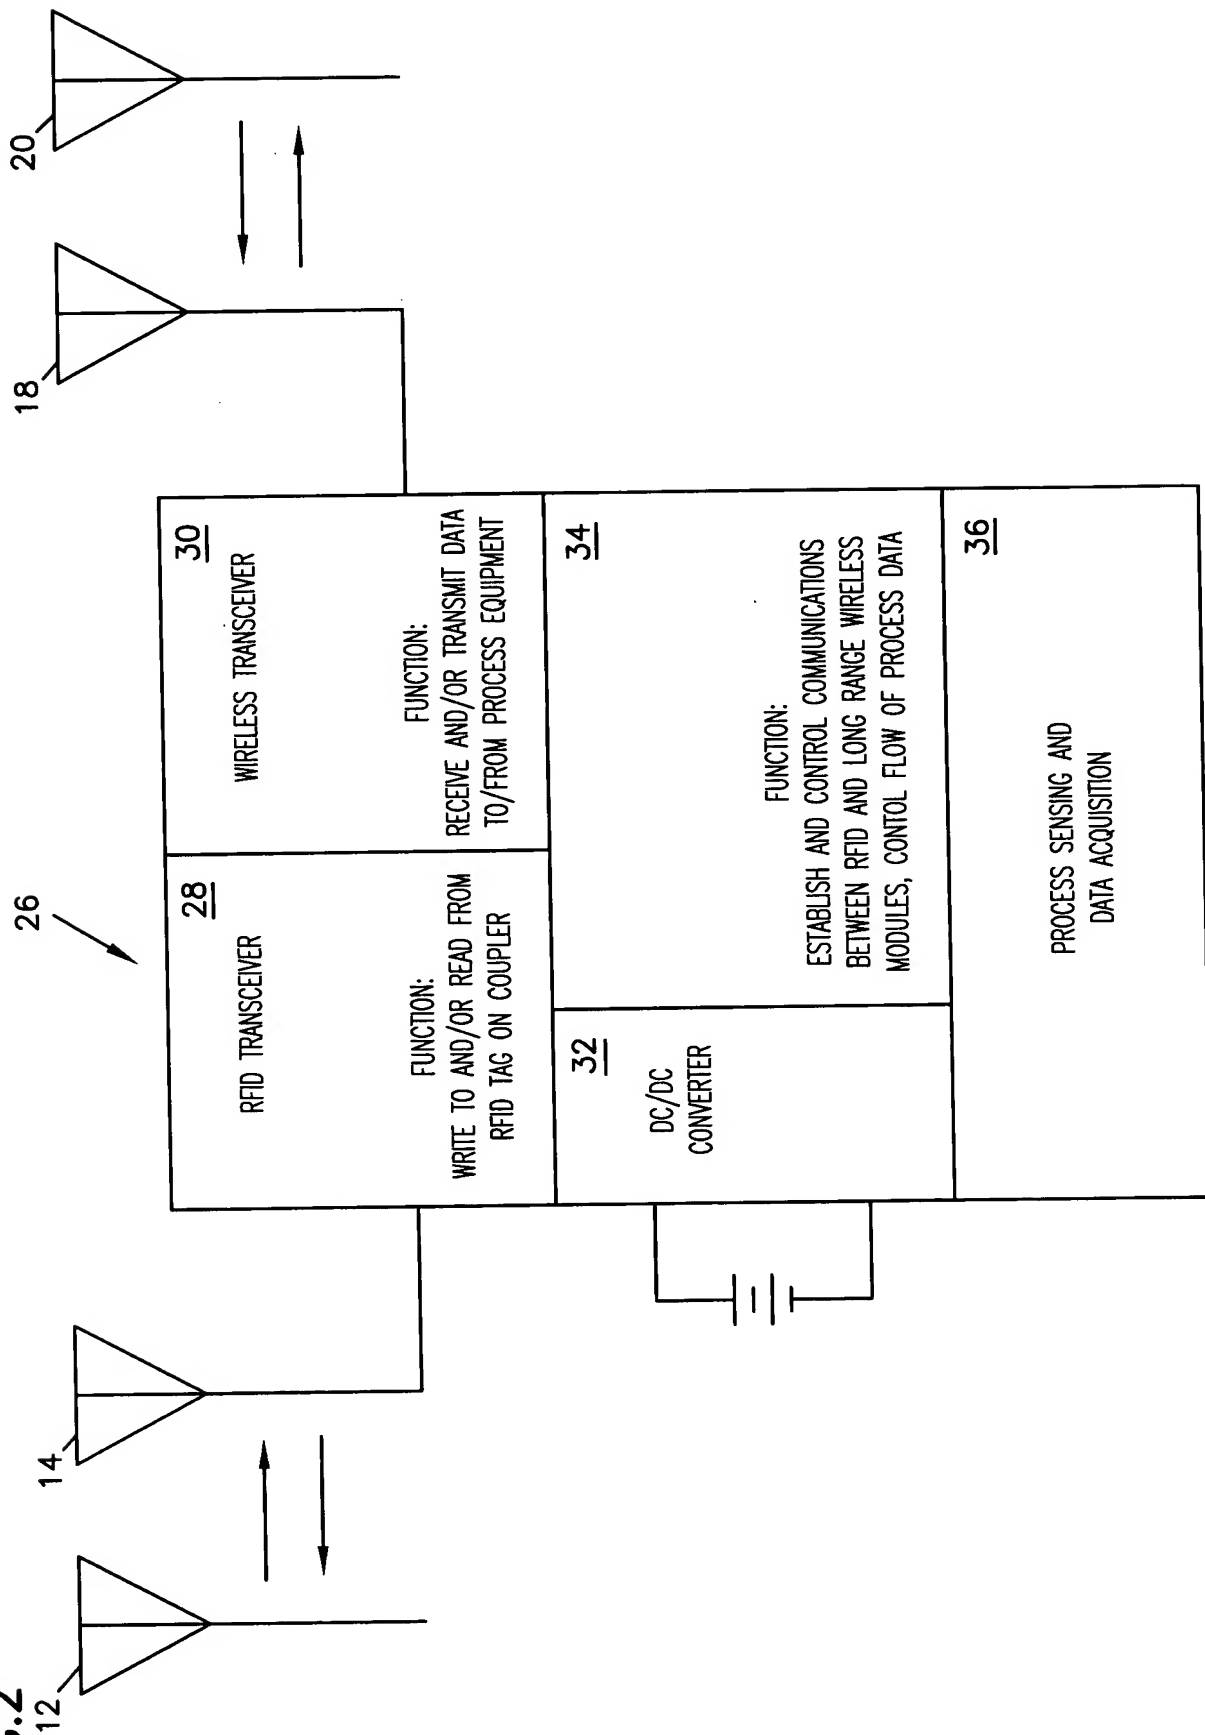 12
14
26
18
20
28
RFID TRANSCEIVER
FUNCTION:
WRITE TO AND/OR READ FROM
RFID TAG ON COUPLER
30
WIRELESS TRANSCEIVER
FUNCTION:
RECEIVE AND/OR TRANSMIT DATA
TO/FROM PROCESS EQUIPMENT
32
DC/DC
CONVERTER
34
FUNCTION:
ESTABLISH AND CONTROL COMMUNICATIONS
BETWEEN RFID AND LONG RANGE WIRELESS
MODULES, CONTOL FLOW OF PROCESS DATA
36
PROCESS SENSING AND
DATA ACQUISITION